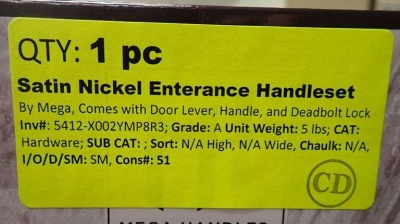 QTY: 1 pc
Satin Nickel Enterance Handleset
By Mega, Comes with Door Lever, Handle, and Deadbolt Lock
Inv#: 5412-X002YMP8R3; Grade: A Unit Weight: 5 lbs; CAT:
Hardware; SUB CAT: ; Sort: N/A High, N/A Wide, Chaulk: N/A,
I/O/D/SM: SM, Cons#: 51
CD
MEGA HANDLES